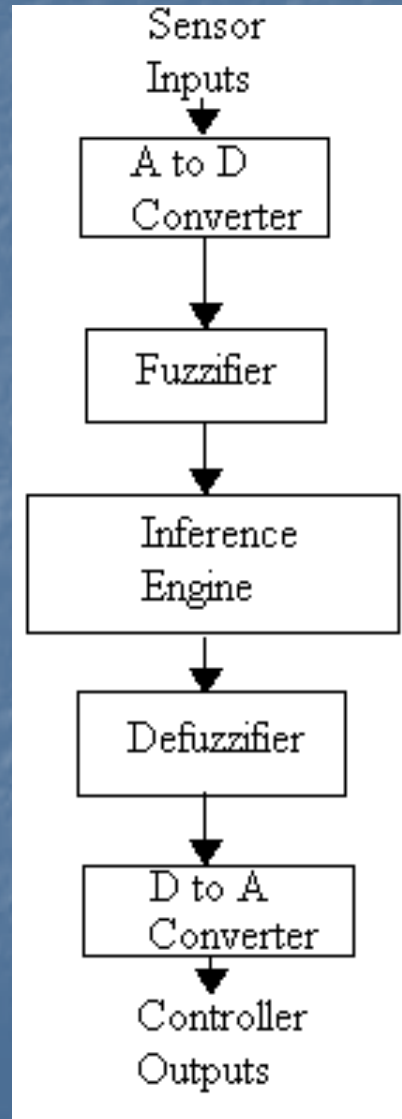 Sensor
Inputs
A to D
Converter
Fuzzifier
Inference
Engine
Defuzzifier
D to A
Converter
Controller
Outputs